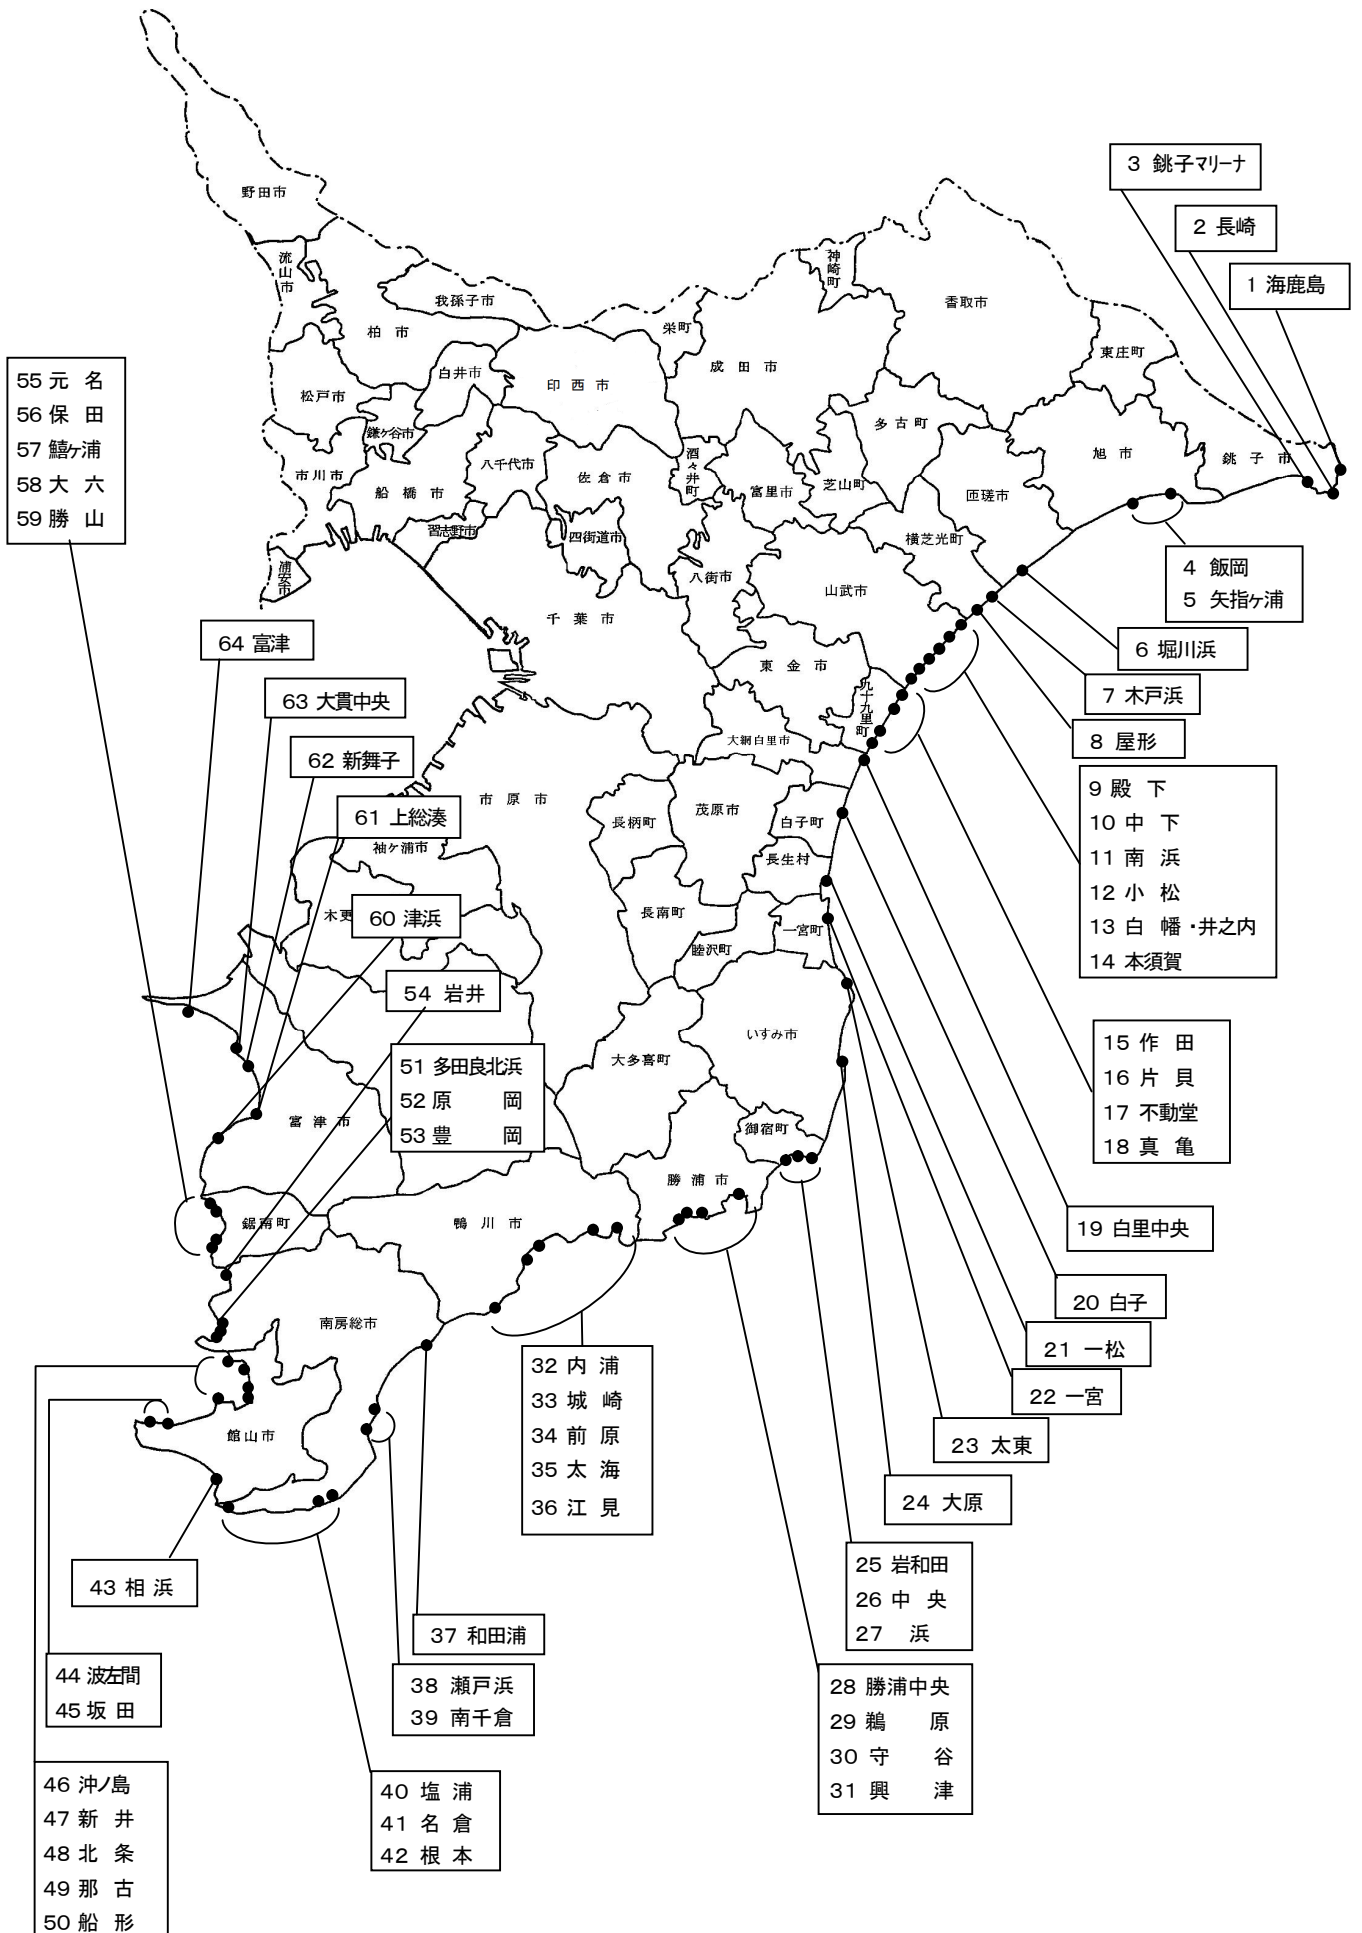 野田市
流山市
我孫子市
柏市
松戸市
鎌ケ谷市
白井市
印西市
栄町
成田市
神崎町
香取市
東庄町
市川市
船橋市
八千代市
佐倉市
酒々井町
富里市
芝山町
多古町
匝瑳市
旭市
銚子市
習志野市
四街道市
八街市
横芝光町
山武市
浦安市
千葉市
東金市
九十九里町
大網白里市
市原市
長柄町
茂原市
白子町
長生村
袖ケ浦市
木更
長南町
睦沢町
一宮町
いすみ市
大多喜町
御宿町
勝浦市
富津市
鋸南町
鴨川市
南房総市
館山市
1 海鹿島
2 長崎
3 銚子マリーナ
4 飯岡
5 矢指ヶ浦
6 堀川浜
7 木戸浜
8 屋形
9 殿下
10 中下
11 南浜
12 小松
13 白幡・井之内
14 本須賀
15 作田
16 片貝
17 不動堂
18 真亀
19 白里中央
20 白子
21 一松
22 一宮
23 太東
24 大原
25 岩和田
26 中央
27 浜
28 勝浦中央
29 鵜原
30 守谷
31 興津
32 内浦
33 城崎
34 前原
35 太海
36 江見
37 和田浦
38 瀬戸浜
39 南千倉
40 塩浦
41 名倉
42 根本
43 相浜
44 波左間
45 坂田
46 沖ノ島
47 新井
48 北条
49 那古
50 船形
51 多田良北浜
52 原岡
53 豊岡
54 岩井
55 元名
56 保田
57 鱚ヶ浦
58 大六
59 勝山
60 津浜
61 上総湊
62 新舞子
63 大貫中央
64 富津